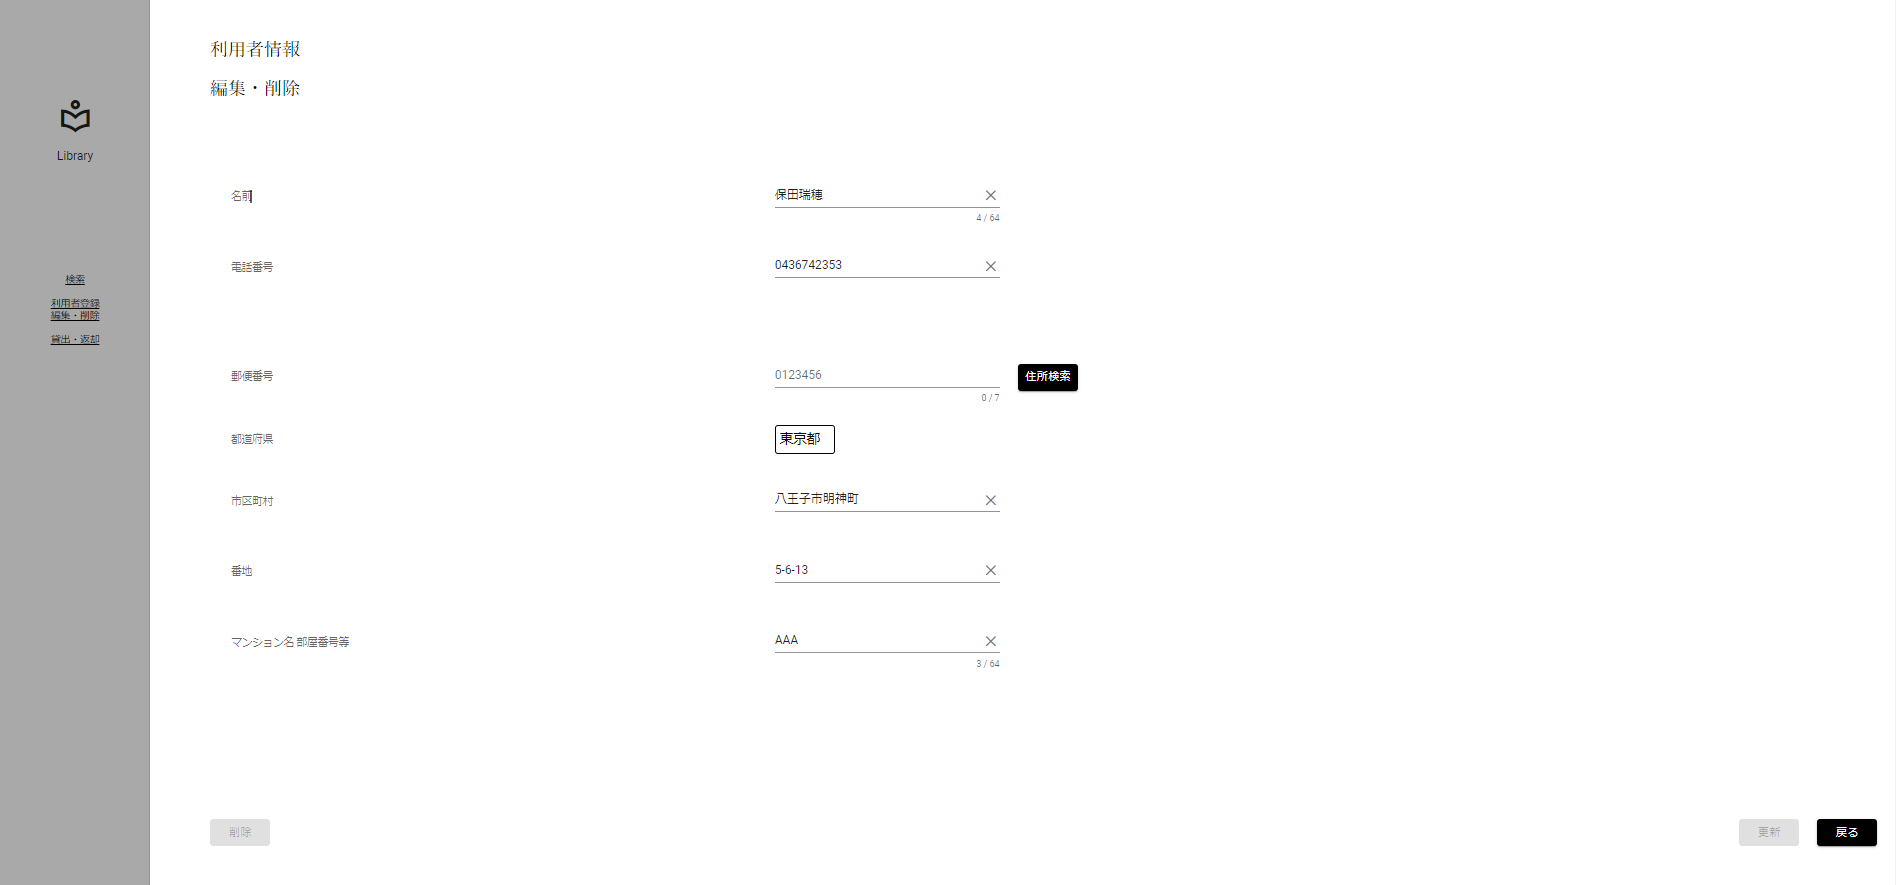 利用者情報
編集・削除
Library
検索
利用者登録
編集・削除
貸出・返却
名前
保田瑞穂
4 / 64
電話番号
0436742353
郵便番号
0123456
住所検索
0 / 7
都道府県
東京都
市区町村
八王子市明神町
番地
5-6-13
マンション名 部屋番号等
AAA
3 / 64
削除
更新
戻る